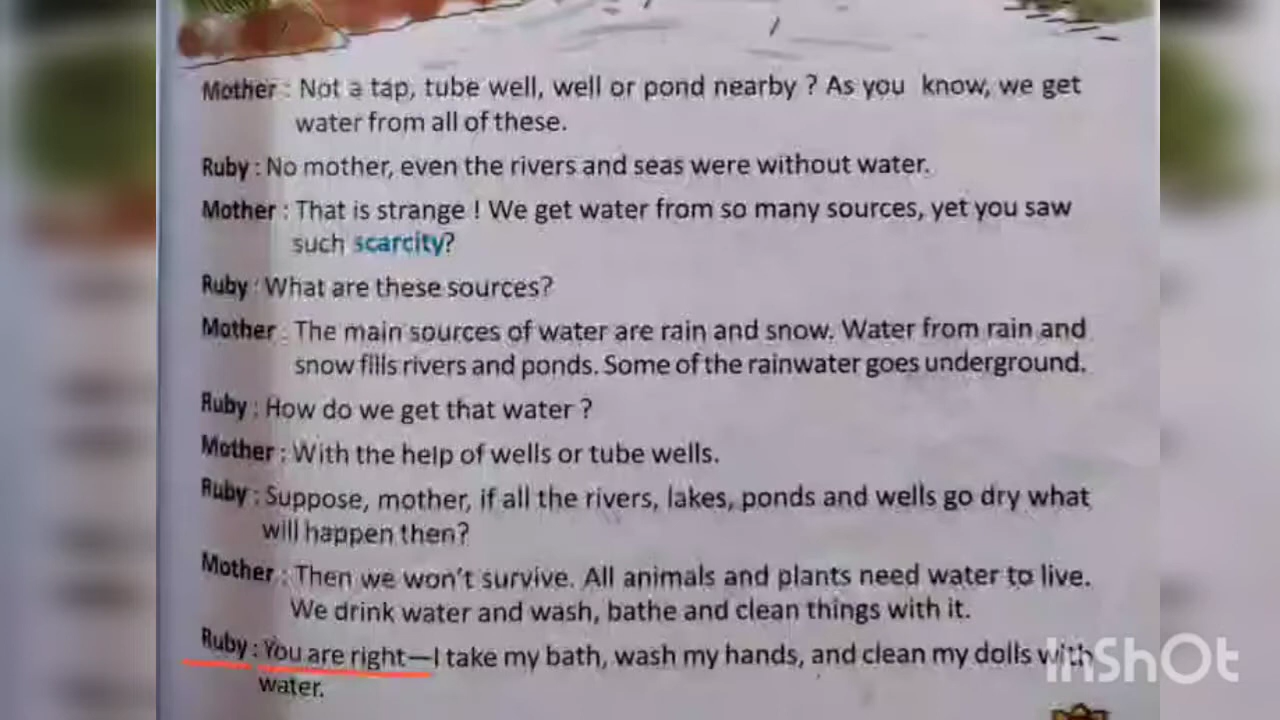 Mother : Not a tap, tube well, well or pond nearby ? As you know, we get
water from all of these.
Ruby : No mother, even the rivers and seas were without water.
Mother : That is strange ! We get water from so many sources, yet you saw
such scarcity?
Ruby : What are these sources?
Mother : The main sources of water are rain and snow. Water from rain and
snow fills rivers and ponds. Some of the rainwater goes underground.
Ruby : How do we get that water ?
Mother : With the help of wells or tube wells.
Ruby : Suppose, mother, if all the rivers, lakes, ponds and wells go dry what
will happen then?
Mother : Then we won't survive. All animals and plants need water to live.
We drink water and wash, bathe and clean things with it.
Ruby : You are right—I take my bath, wash my hands, and clean my dolls with
water.
InShOt